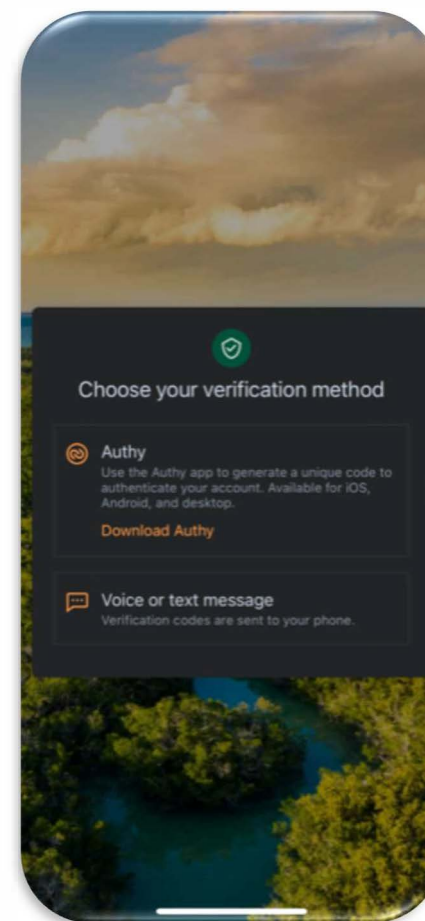 Choose your verification method
Authy
Use the Authy app to generate a unique code to
authenticate your account. Available for iOS,
Android, and desktop.
Download Authy
Voice or text message
Verification codes are sent to your phone.